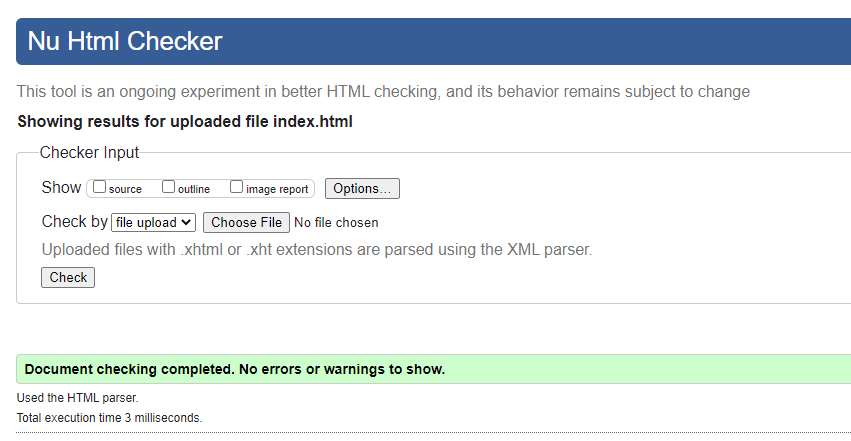 Nu Html Checker
This tool is an ongoing experiment in better HTML checking, and its behavior remains subject to change
Showing results for uploaded file index.html
Checker Input
Show source outline image report Options...
Check by file upload Choose File No file chosen
Uploaded files with .xhtml or .xht extensions are parsed using the XML parser.
Check
Document checking completed. No errors or warnings to show.
Used the HTML parser.
Total execution time 3 milliseconds.